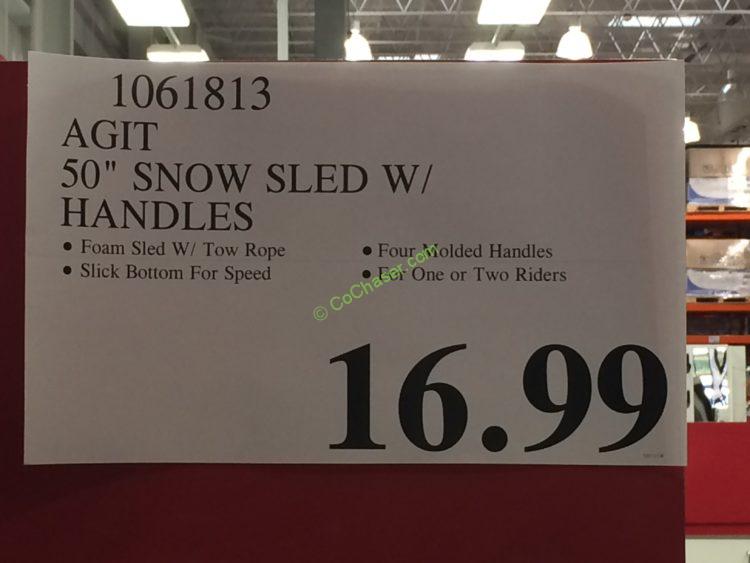 1061813
AGIT
50" SNOW SLED W/
HANDLES
• Foam Sled W/ Tow Rope
• Slick Bottom For Speed
• Four Molded Handles
• For One or Two Riders
© CoChaser.com
16.99